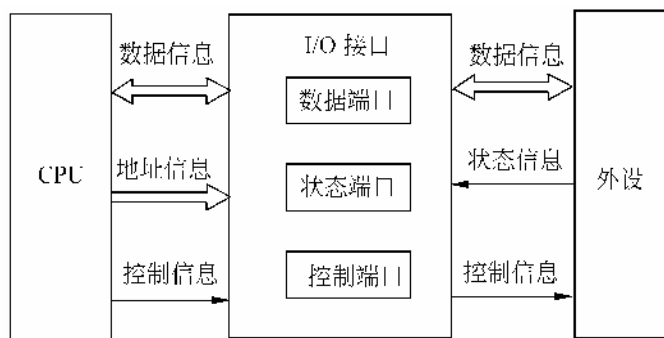 I/O 接口
数据信息
数据信息
数据端口
CPU
地址信息
状态端口
状态信息
外设
控制信息
控制端口
控制信息